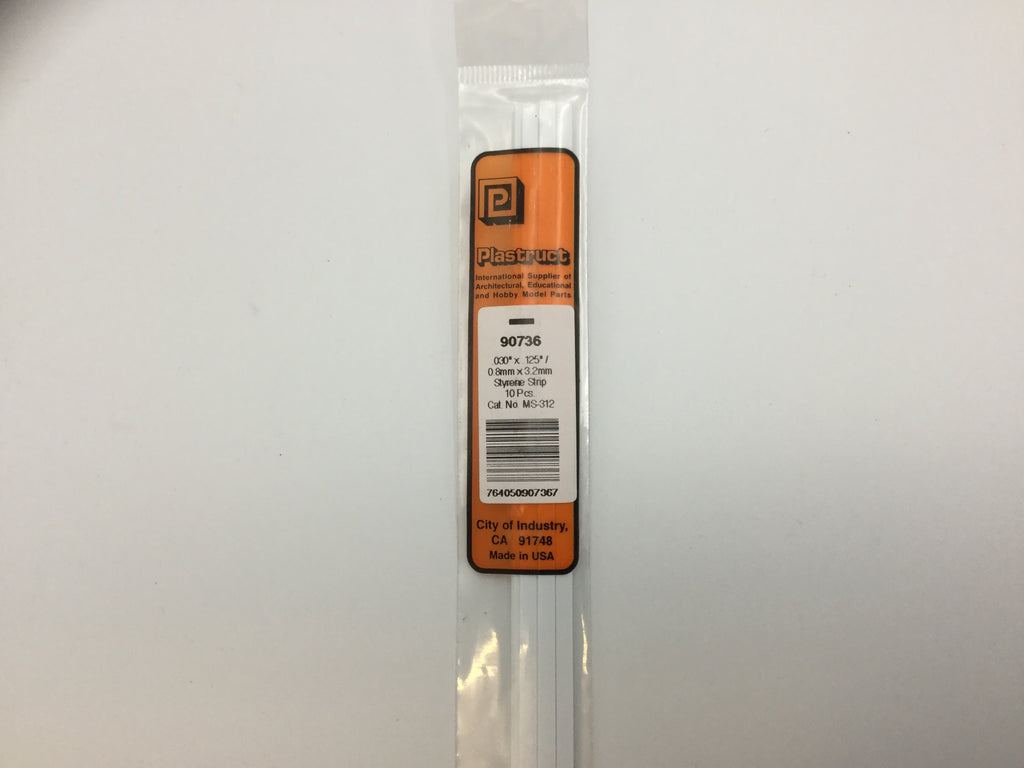 P
Plastruct
International Supplier of
Architectural, Educational
and Hobby Model Parts
90736
.030" x .125" /
0.8mm x 3.2mm
Styrene Strip
10 Pcs.
Cat. No. MS-312
764050907367
City of Industry,
CA 91748
Made in USA